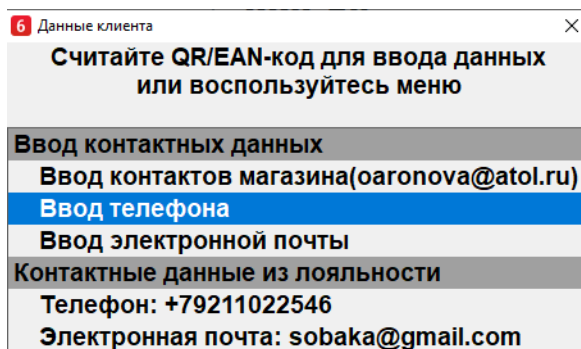 6 Данные клиента
Считайте QR/EAN-код для ввода данных
или воспользуйтесь меню
Ввод контактных данных
Ввод контактов магазина(oaronova@atol.ru)
Ввод телефона
Ввод электронной почты
Контактные данные из лояльности
Телефон: +79211022546
Электронная почта: sobaka@gmail.com